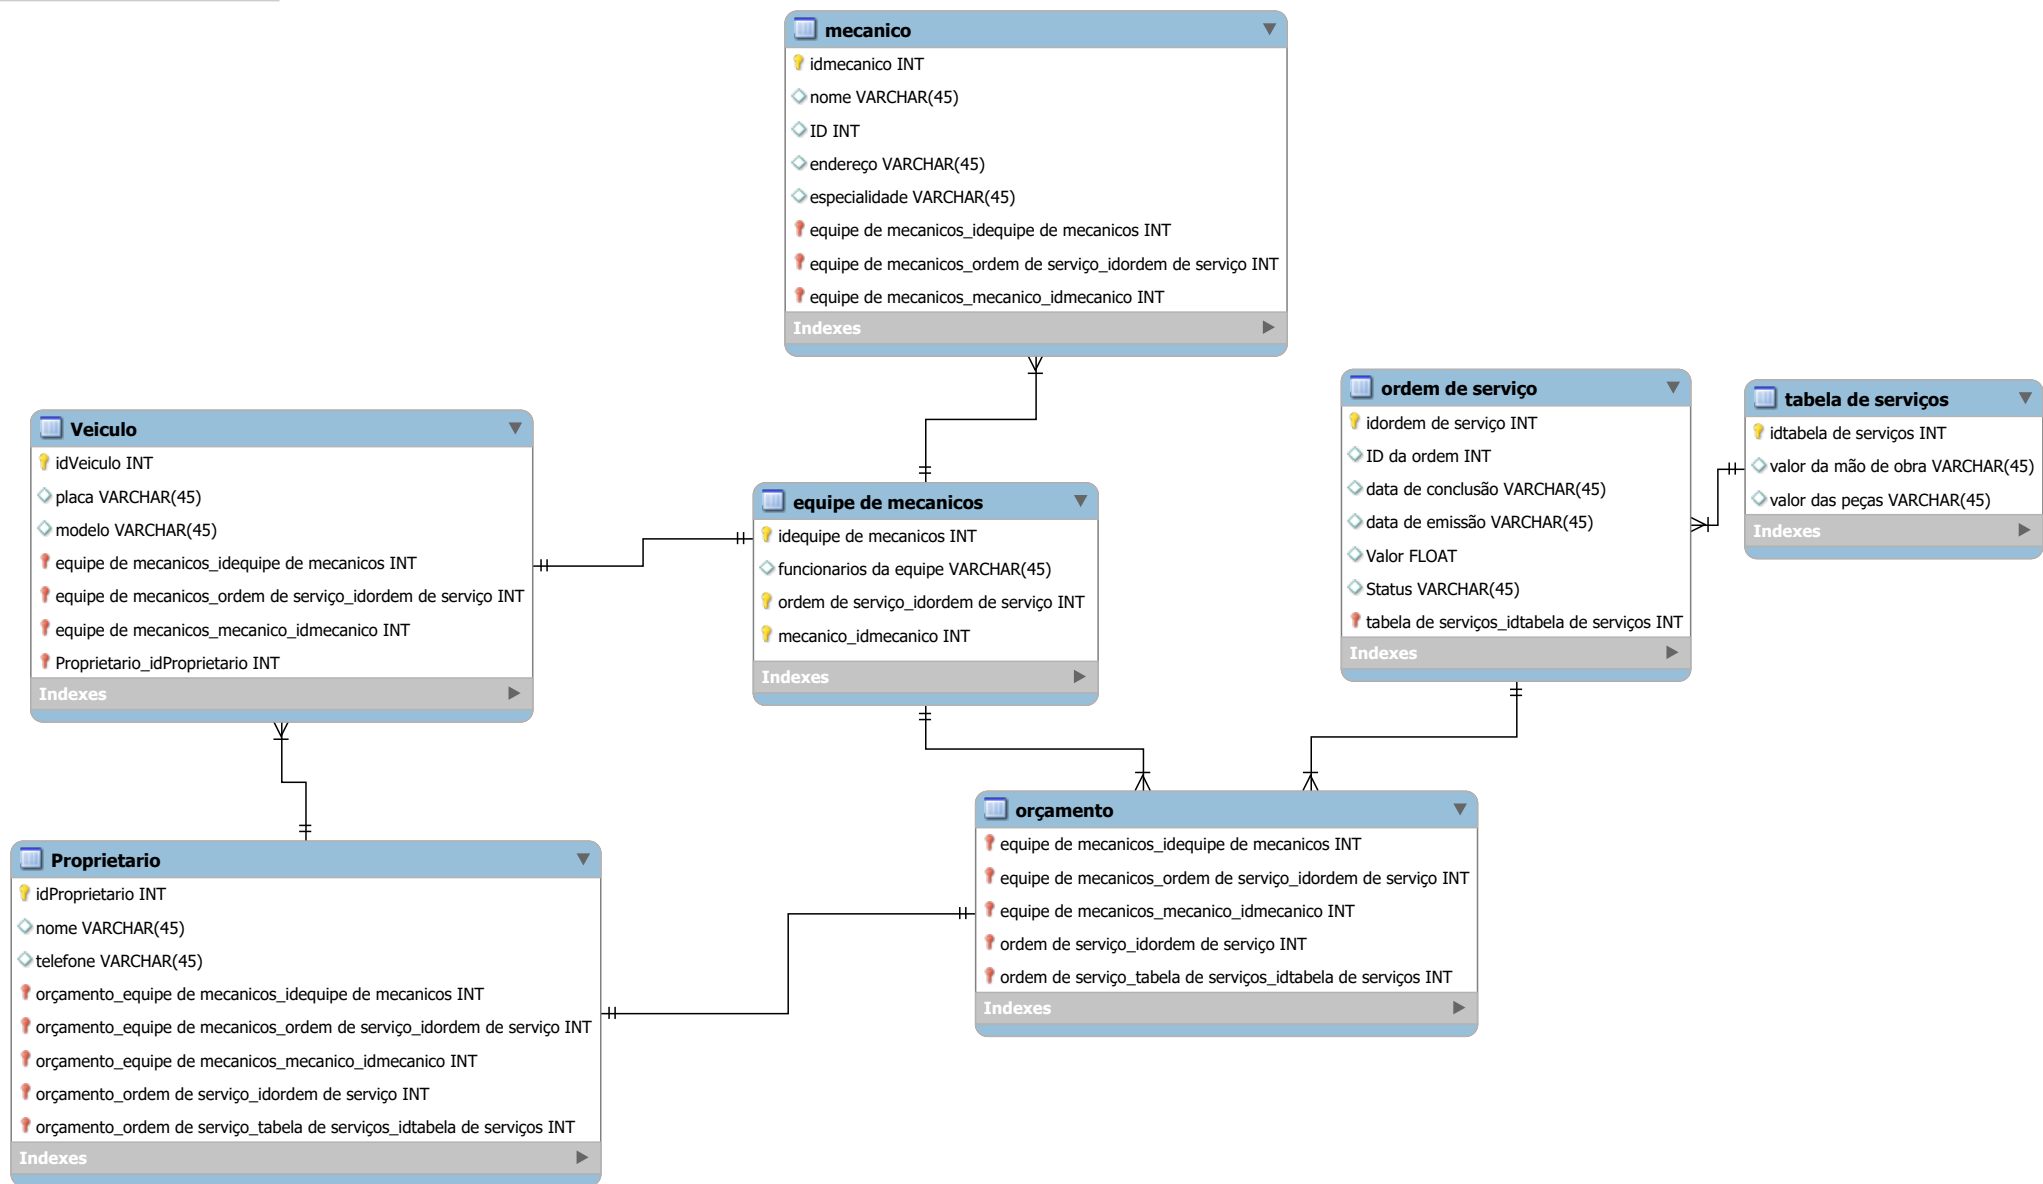 mecanico
idmecanico INT
nome VARCHAR(45)
ID INT
endereço VARCHAR(45)
especialidade VARCHAR(45)
equipe de mecanicos_idequipe de mecanicos INT
equipe de mecanicos_ordem de serviço_idordem de serviço INT
equipe de mecanicos_mecanico_idmecanico INT
Indexes
Veiculo
idVeiculo INT
placa VARCHAR(45)
modelo VARCHAR(45)
equipe de mecanicos_idequipe de mecanicos INT
equipe de mecanicos_ordem de serviço_idordem de serviço INT
equipe de mecanicos_mecanico_idmecanico INT
Proprietario_idProprietario INT
Indexes
equipe de mecanicos
idequipe de mecanicos INT
funcionarios da equipe VARCHAR(45)
ordem de serviço_idordem de serviço INT
mecanico_idmecanico INT
Indexes
ordem de serviço
idordem de serviço INT
ID da ordem INT
data de conclusão VARCHAR(45)
data de emissão VARCHAR(45)
Valor FLOAT
Status VARCHAR(45)
tabela de serviços_idtabela de serviços INT
Indexes
tabela de serviços
idtabela de serviços INT
valor da mão de obra VARCHAR(45)
valor das peças VARCHAR(45)
Indexes
Proprietario
idProprietario INT
nome VARCHAR(45)
telefone VARCHAR(45)
orçamento_equipe de mecanicos_idequipe de mecanicos INT
orçamento_equipe de mecanicos_ordem de serviço_idordem de serviço INT
orçamento_equipe de mecanicos_mecanico_idmecanico INT
orçamento_ordem de serviço_idordem de serviço INT
orçamento_ordem de serviço_tabela de serviços_idtabela de serviços INT
Indexes
orçamento
equipe de mecanicos_idequipe de mecanicos INT
equipe de mecanicos_ordem de serviço_idordem de serviço INT
equipe de mecanicos_mecanico_idmecanico INT
ordem de serviço_idordem de serviço INT
ordem de serviço_tabela de serviços_idtabela de serviços INT
Indexes